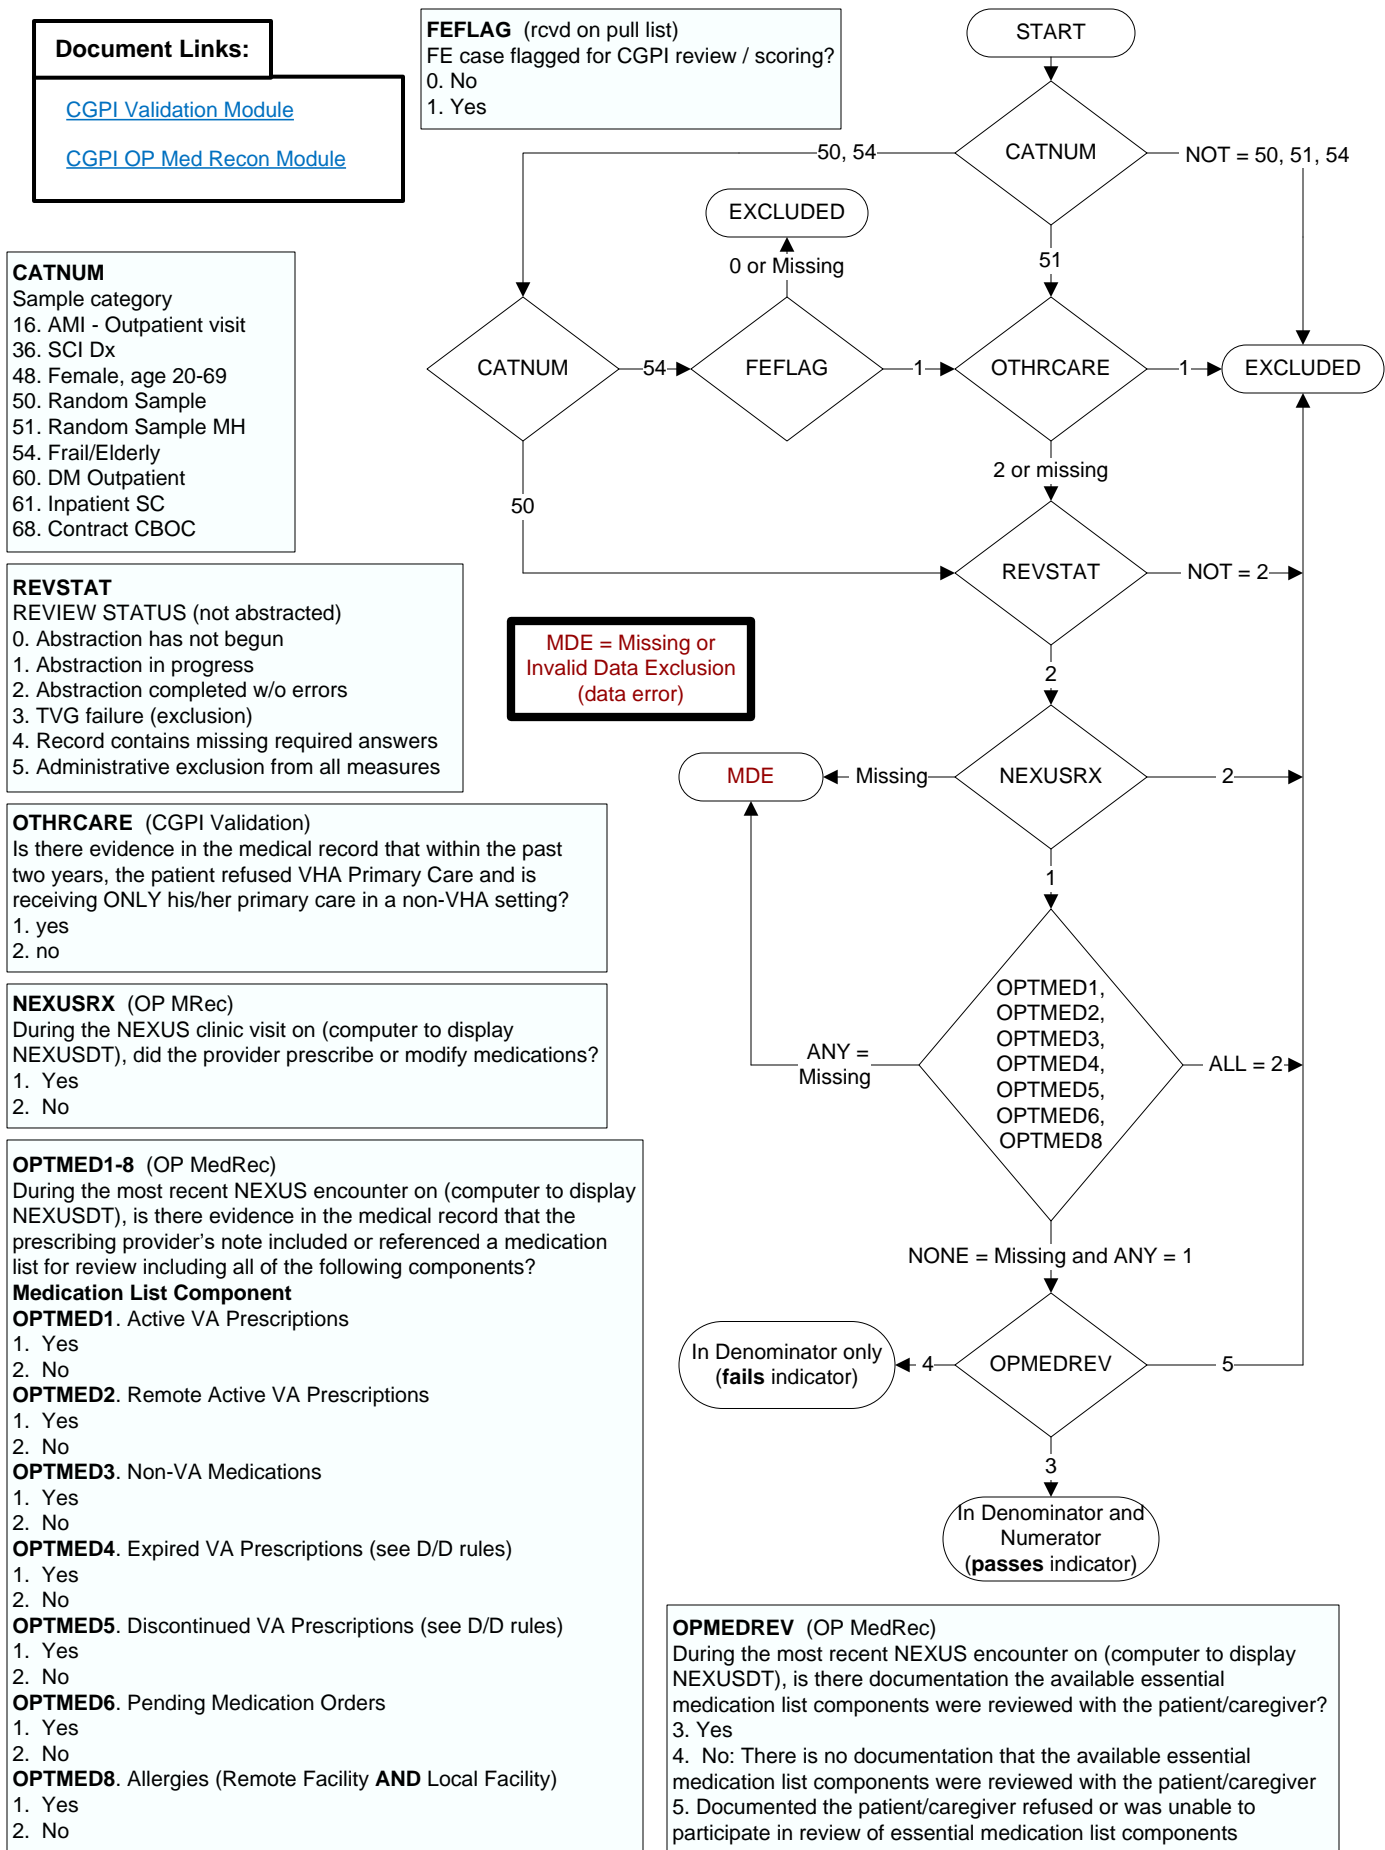 Document Links:
CGPI Validation Module
CGPI OP Med Recon Module
FEFLAG (rcvd on pull list)
FE case flagged for CGPI review / scoring?
0. No
1. Yes
START
CATNUM
50, 54
NOT = 50, 51, 54
51
EXCLUDED
0 or Missing
CATNUM
54
FEFLAG
1
OTHRCARE
1
EXCLUDED
2 or missing
50
REVSTAT
NOT = 2
2
MDE = Missing or
Invalid Data Exclusion
(data error)
MDE
Missing
NEXUSRX
2
1
OPTMED1,
OPTMED2,
OPTMED3,
OPTMED4,
OPTMED5,
OPTMED6,
OPTMED8
ANY =
Missing
ALL = 2
NONE = Missing and ANY = 1
In Denominator only
(fails indicator)
4
OPMEDREV
5
3
In Denominator and
Numerator
(passes indicator)
CATNUM
Sample category
16. AMI - Outpatient visit
36. SCI Dx
48. Female, age 20-69
50. Random Sample
51. Random Sample MH
54. Frail/Elderly
60. DM Outpatient
61. Inpatient SC
68. Contract CBOC
REVSTAT
REVIEW STATUS (not abstracted)
0. Abstraction has not begun
1. Abstraction in progress
2. Abstraction completed w/o errors
3. TVG failure (exclusion)
4. Record contains missing required answers
5. Administrative exclusion from all measures
OTHRCARE (CGPI Validation)
Is there evidence in the medical record that within the past
two years, the patient refused VHA Primary Care and is
receiving ONLY his/her primary care in a non-VHA setting?
1. yes
2. no
NEXUSRX (OP MRec)
During the NEXUS clinic visit on (computer to display
NEXUSDT), did the provider prescribe or modify medications?
1. Yes
2. No
OPTMED1-8 (OP MedRec)
During the most recent NEXUS encounter on (computer to display
NEXUSDT), is there evidence in the medical record that the
prescribing provider's note included or referenced a medication
list for review including all of the following components?
Medication List Component
OPTMED1. Active VA Prescriptions
1. Yes
2. No
OPTMED2. Remote Active VA Prescriptions
1. Yes
2. No
OPTMED3. Non-VA Medications
1. Yes
2. No
OPTMED4. Expired VA Prescriptions (see D/D rules)
1. Yes
2. No
OPTMED5. Discontinued VA Prescriptions (see D/D rules)
1. Yes
2. No
OPTMED6. Pending Medication Orders
1. Yes
2. No
OPTMED8. Allergies (Remote Facility AND Local Facility)
1. Yes
2. No
OPMEDREV (OP MedRec)
During the most recent NEXUS encounter on (computer to display
NEXUSDT), is there documentation the available essential
medication list components were reviewed with the patient/caregiver?
3. Yes
4. No: There is no documentation that the available essential
medication list components were reviewed with the patient/caregiver
5. Documented the patient/caregiver refused or was unable to
participate in review of essential medication list components